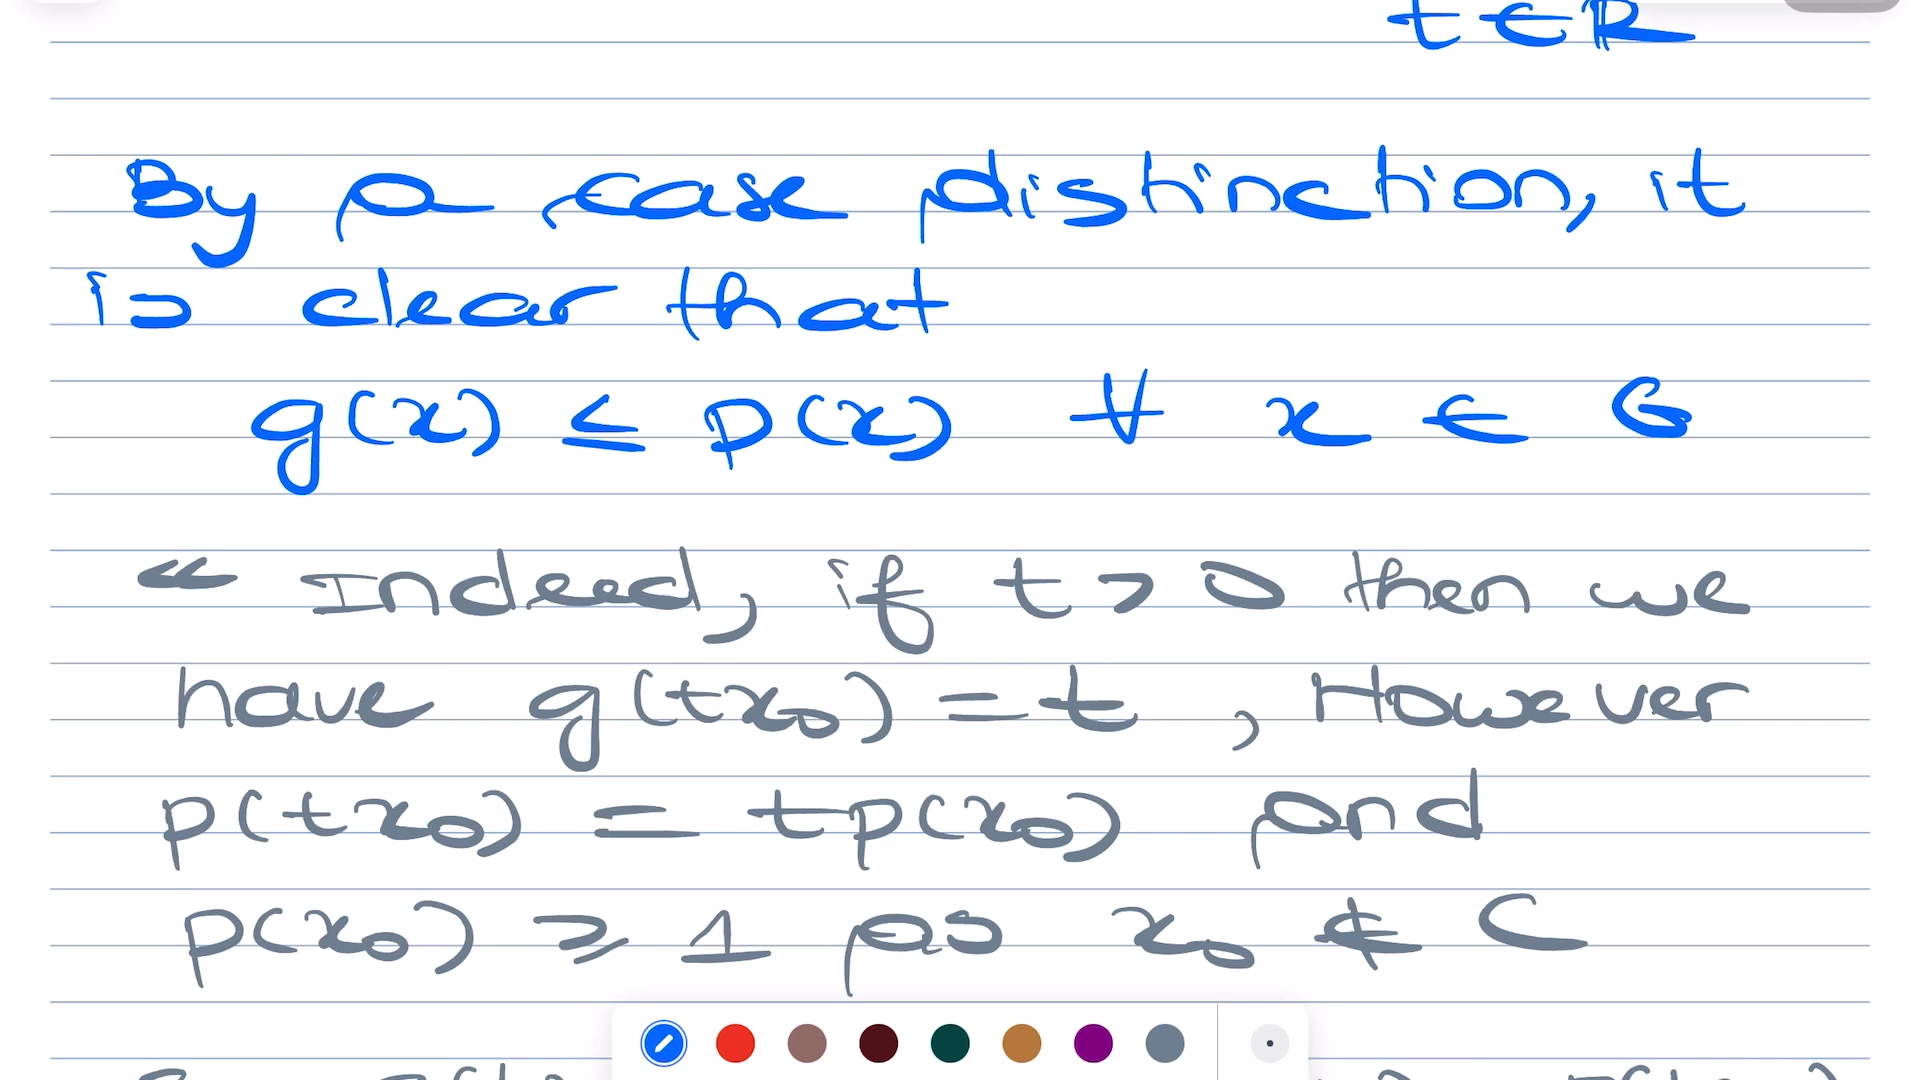 t ∈ ℝ
By a case distinction, it
is clear that
g(x) ≤ p(x) ∀ x ∈ G
" Indeed, if t > 0 then we
have g(tx₀) = t , However
p(tx₀) = tp(x₀) and
p(x₀) ⩾ 1 as x₀ ∉ C